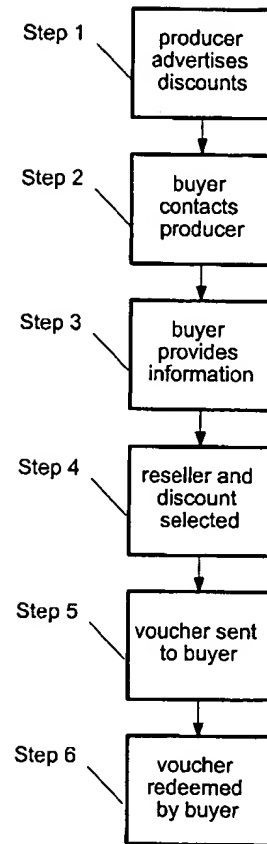 Step 1
producer
advertises
discounts
Step 2
buyer
contacts
producer
Step 3
buyer
provides
information
Step 4
reseller and
discount
selected
Step 5
voucher sent
to buyer
Step 6
voucher
redeemed
by buyer